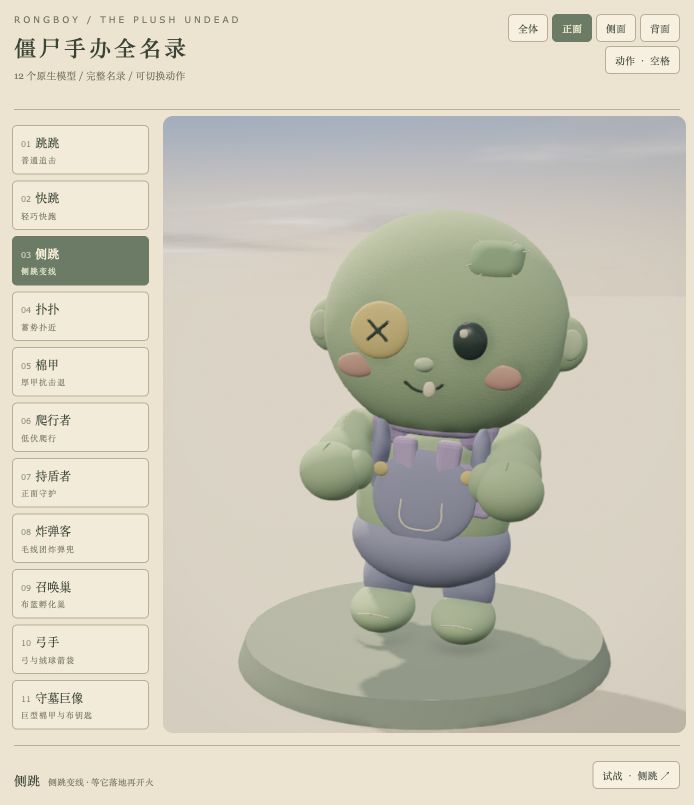 RONGBOY / THE PLUSH UNDEAD
僵尸手办全名录
12 个原生模型 / 完整名录 / 可切换动作
全体
正面
侧面
背面
动作 · 空格
01 跳跳
普通追击
02 快跳
轻巧快跑
03 侧跳
侧跳变线
04 扑扑
蓄势扑近
05 棉甲
厚甲抗击退
06 爬行者
低伏爬行
07 持盾者
正面守护
08 炸弹客
毛线团炸弹兜
09 召唤巢
布篮孵化巢
10 弓手
弓与绒球箭袋
11 守墓巨像
巨型棉甲与布钥匙
侧跳 侧跳变线 · 等它落地再开火
试战 · 侧跳 ↗